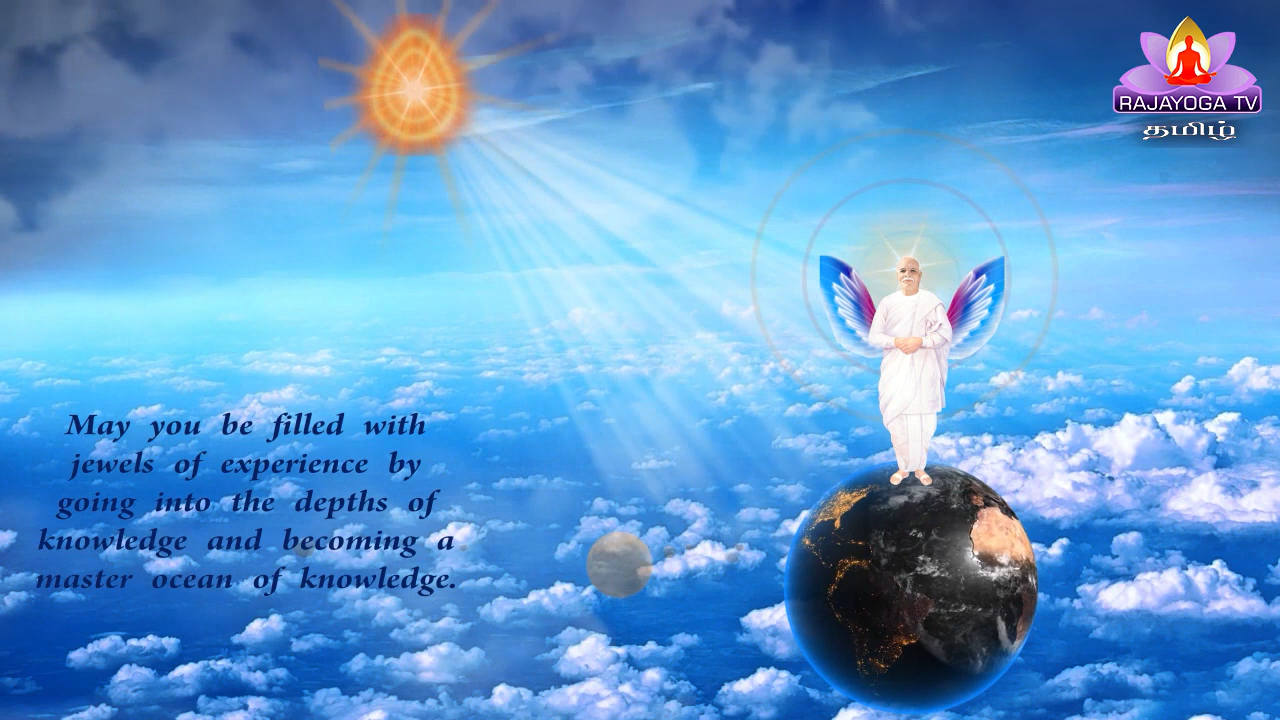 RAJAYOGA TV
தமிழ்
May you be filled with
jewels of experience by
going into the depths of
knowledge and becoming a
master ocean of knowledge.